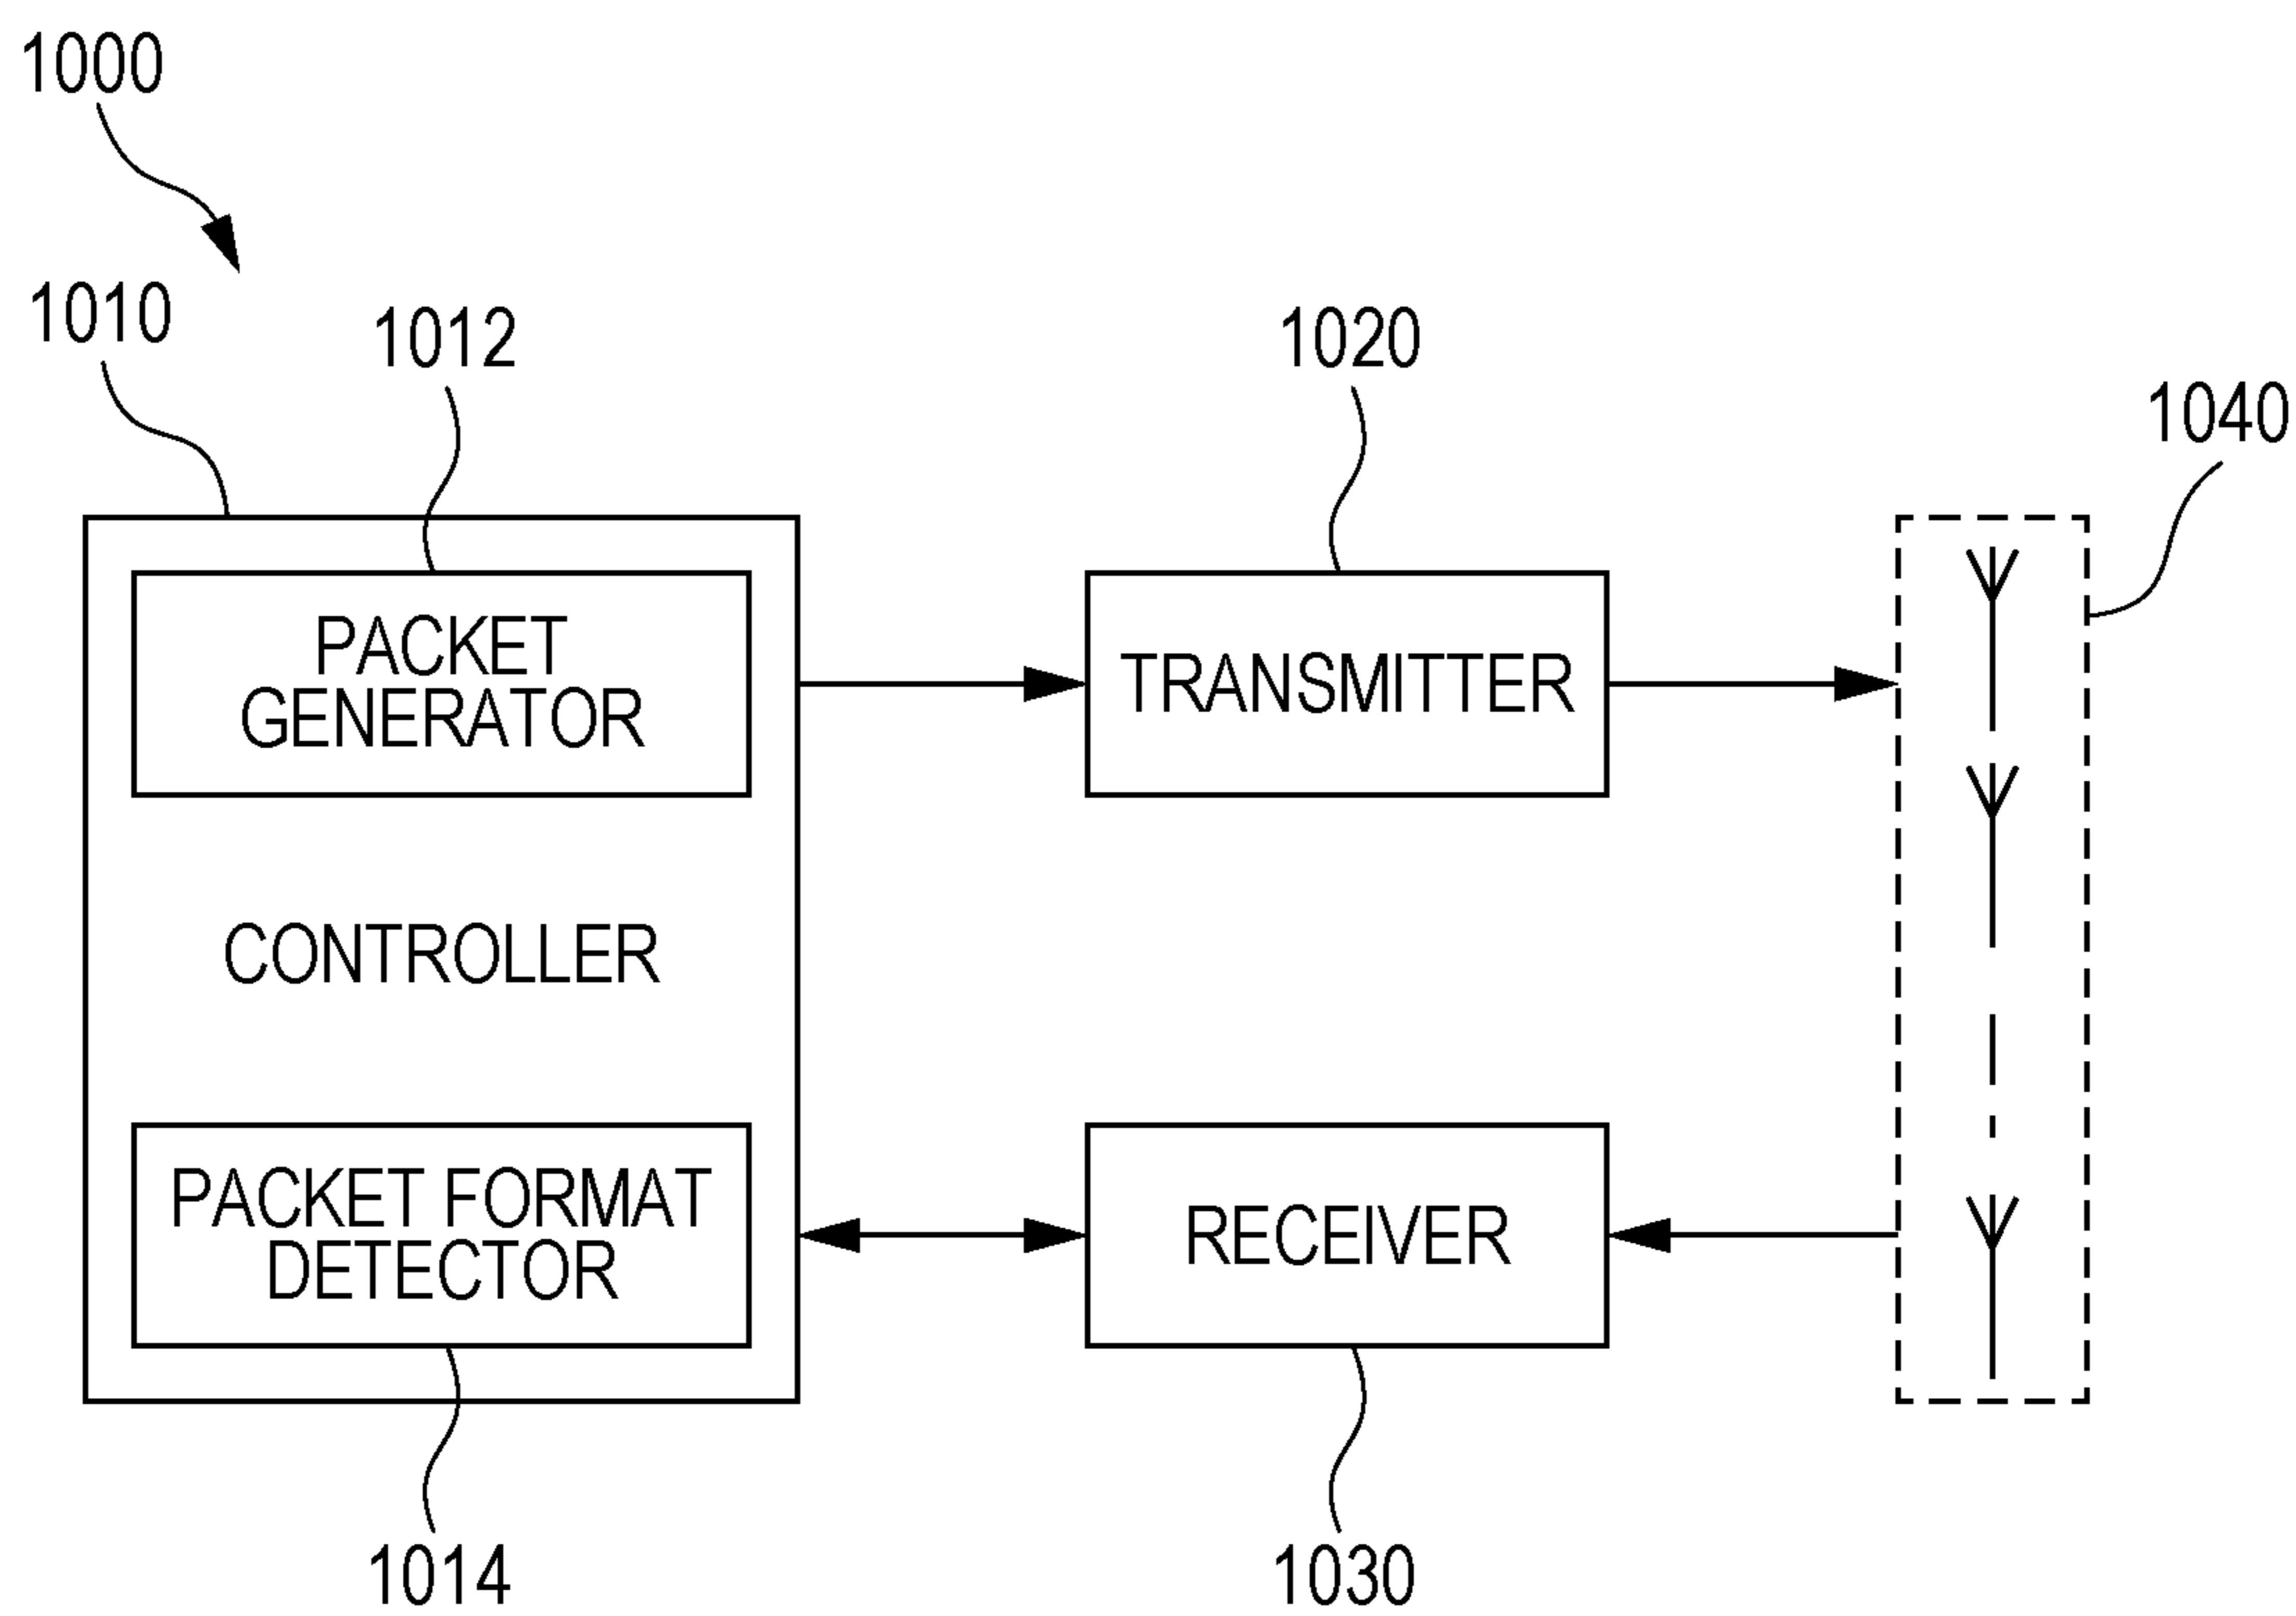 1000
1010
1012
1020
1040
PACKET
GENERATOR
TRANSMITTER
CONTROLLER
PACKET FORMAT
DETECTOR
RECEIVER
1014
1030